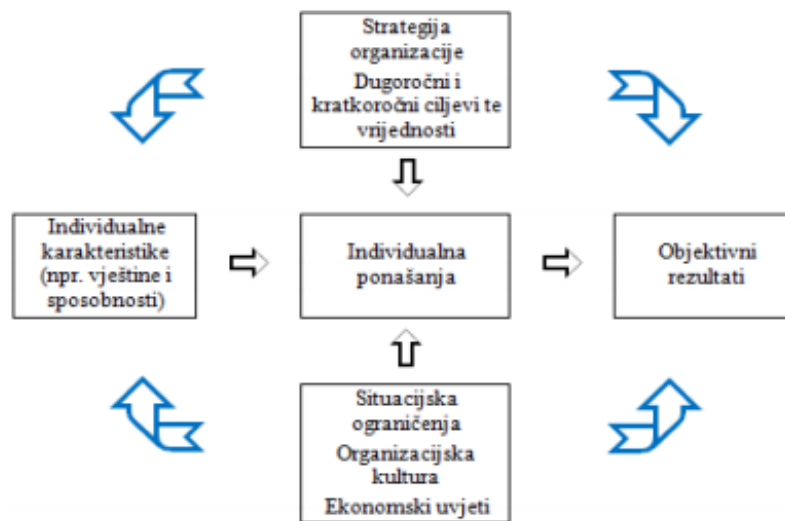 Strategija
organizacije
Dugoročni i
kratkoročni ciljevi te
vrijednosti
Individualne
karakteristike
(npr. vještine i
sposobnosti)
Individualna
ponašanja
Objektivni
rezultati
Situacijska
ograničenja
Organizacijska
kultura
Ekonomski uvjeti